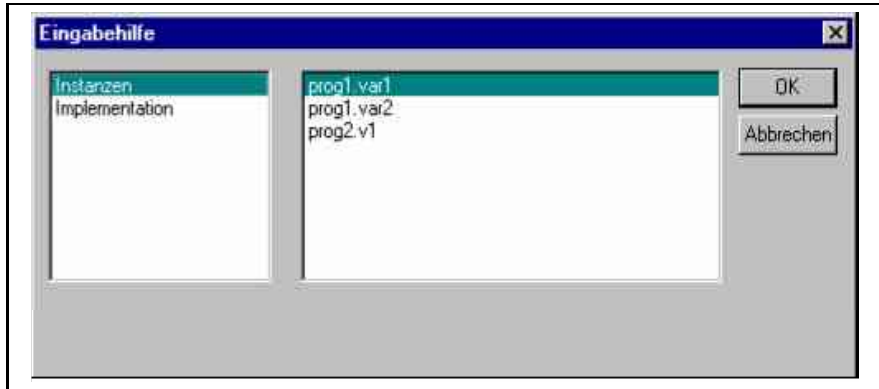 Eingabehilfe
Instanzen
Implementation
prog1.var1
prog1.var2
prog2.v1
OK
Abbrechen